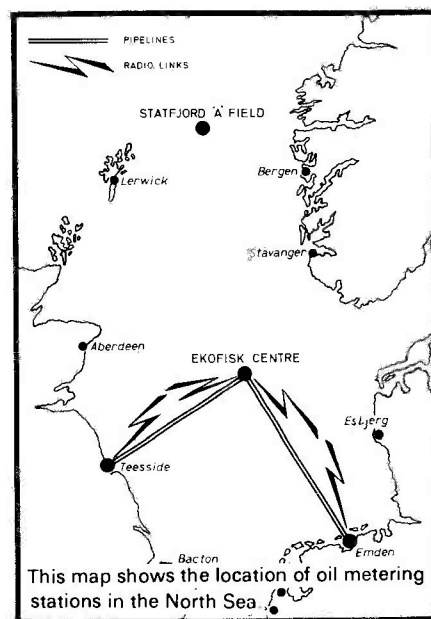 PIPELINES
RADIO LINKS
STATFJORD 'A' FIELD
Lerwick
Bergen
Stavanger
Aberdeen
EKOFISK CENTRE
Esbjerg
Teesside
Emden
Bacton
This map shows the location of oil metering
stations in the North Sea.